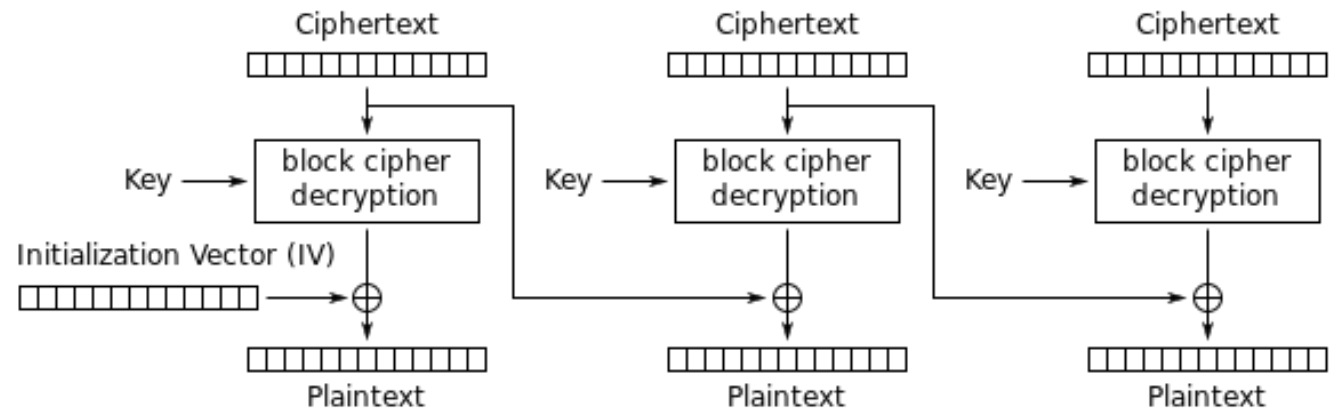 Ciphertext
Ciphertext
Ciphertext
Key
block cipher
decryption
Key
block cipher
decryption
Key
block cipher
decryption
Initialization Vector (IV)
Plaintext
Plaintext
Plaintext